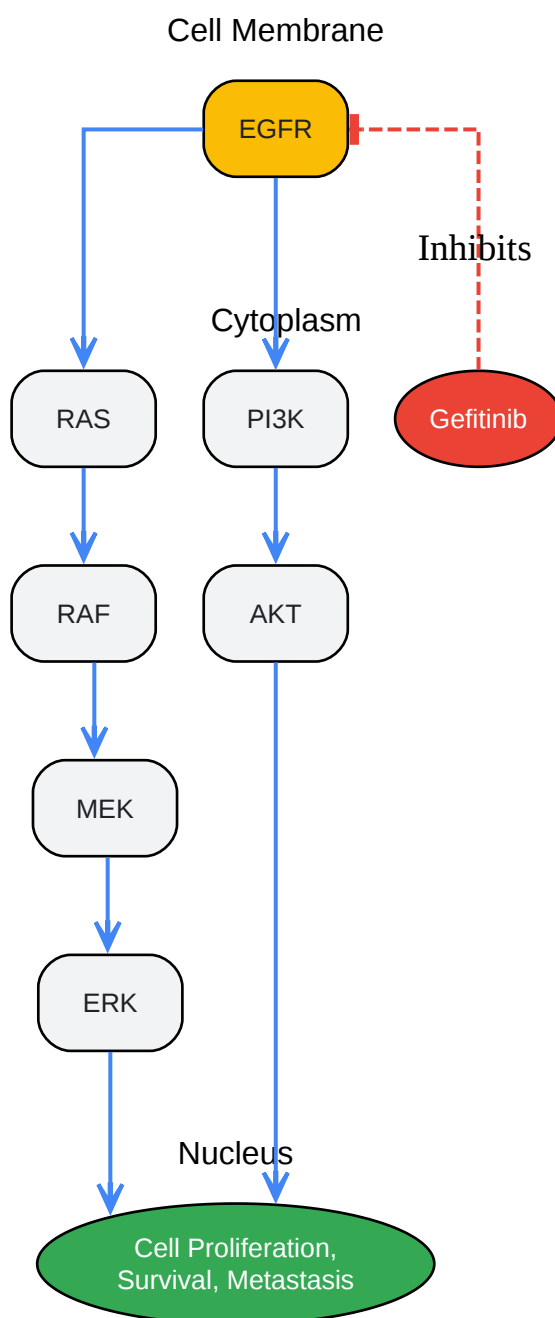 Cell Membrane
EGFR
Inhibits
Cytoplasm
RAS
PI3K
Gefitinib
RAF
AKT
MEK
ERK
Nucleus
Cell Proliferation,
Survival, Metastasis